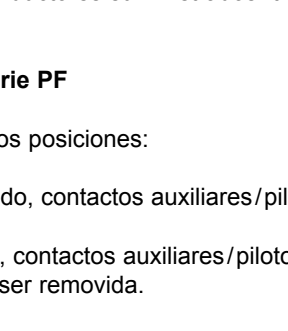 rie PF
os posiciones:
do, contactos auxiliares/pil
, contactos auxiliares/piloto
ser removida.